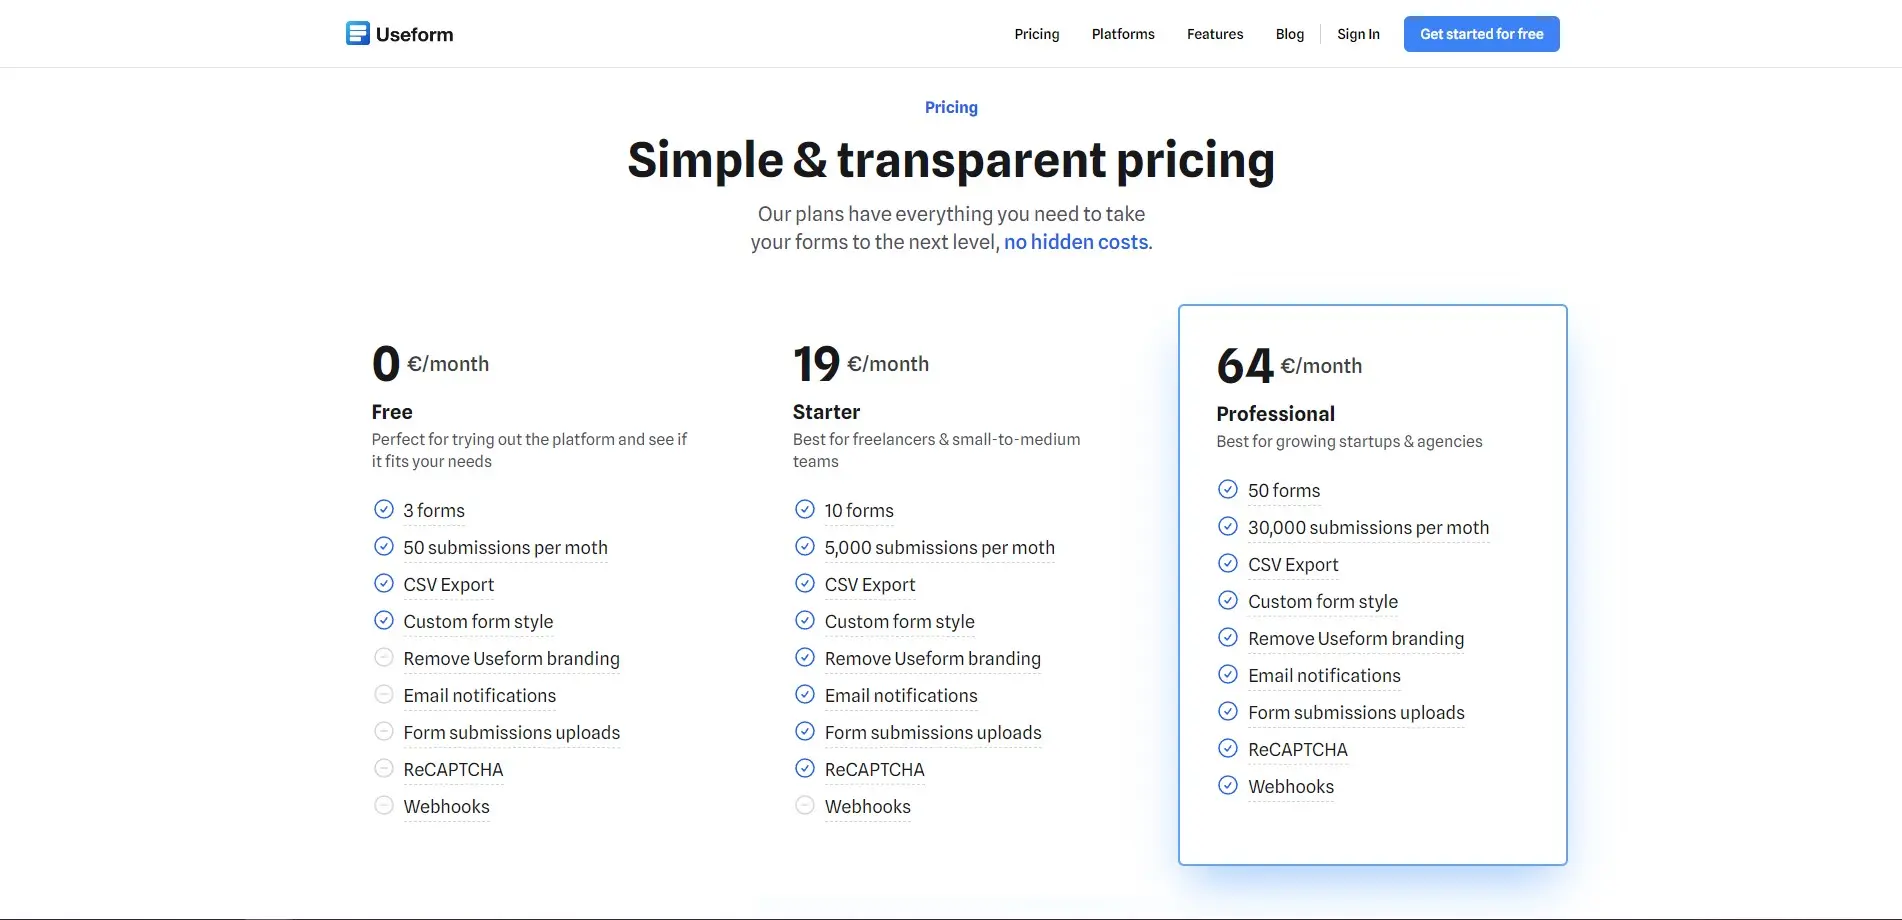 Useform
Pricing
Platforms
Features
Blog
Sign In
Get started for free
Pricing
Simple & transparent pricing
Our plans have everything you need to take
your forms to the next level, no hidden costs.
0 €/month
Free
Perfect for trying out the platform and see if
it fits your needs
3 forms
50 submissions per moth
CSV Export
Custom form style
Remove Useform branding
Email notifications
Form submissions uploads
ReCAPTCHA
Webhooks
19 €/month
Starter
Best for freelancers & small-to-medium
teams
10 forms
5,000 submissions per moth
CSV Export
Custom form style
Remove Useform branding
Email notifications
Form submissions uploads
ReCAPTCHA
Webhooks
64 €/month
Professional
Best for growing startups & agencies
50 forms
30,000 submissions per moth
CSV Export
Custom form style
Remove Useform branding
Email notifications
Form submissions uploads
ReCAPTCHA
Webhooks